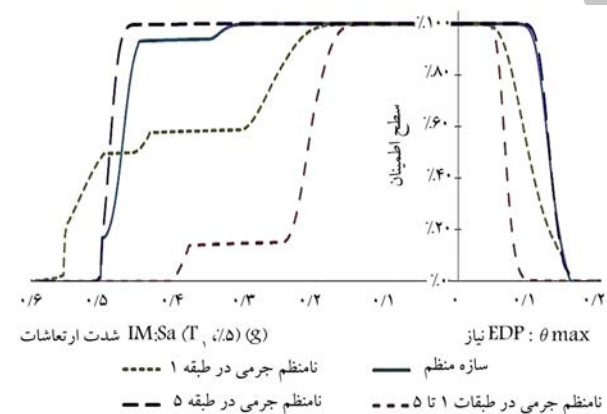 ٪۱۰۰
٪۸۰
٪۶۰
٪۴۰
٪۲۰
٪۰
سطح اطمینان
۰/۶ ۰/۵ ۰/۴ ۰/۳ ۰/۲ ۰/۱ ۰ ۰/۱ ۰/۲
شدت ارتعاشات IM:Sa (T۱,٪۵) (g)
نیاز EDP : θ max
نامنظم جرمی در طبقه ۱
سازه منظم
نامنظم جرمی در طبقه ۵
نامنظم جرمی در طبقات ۱ تا ۵